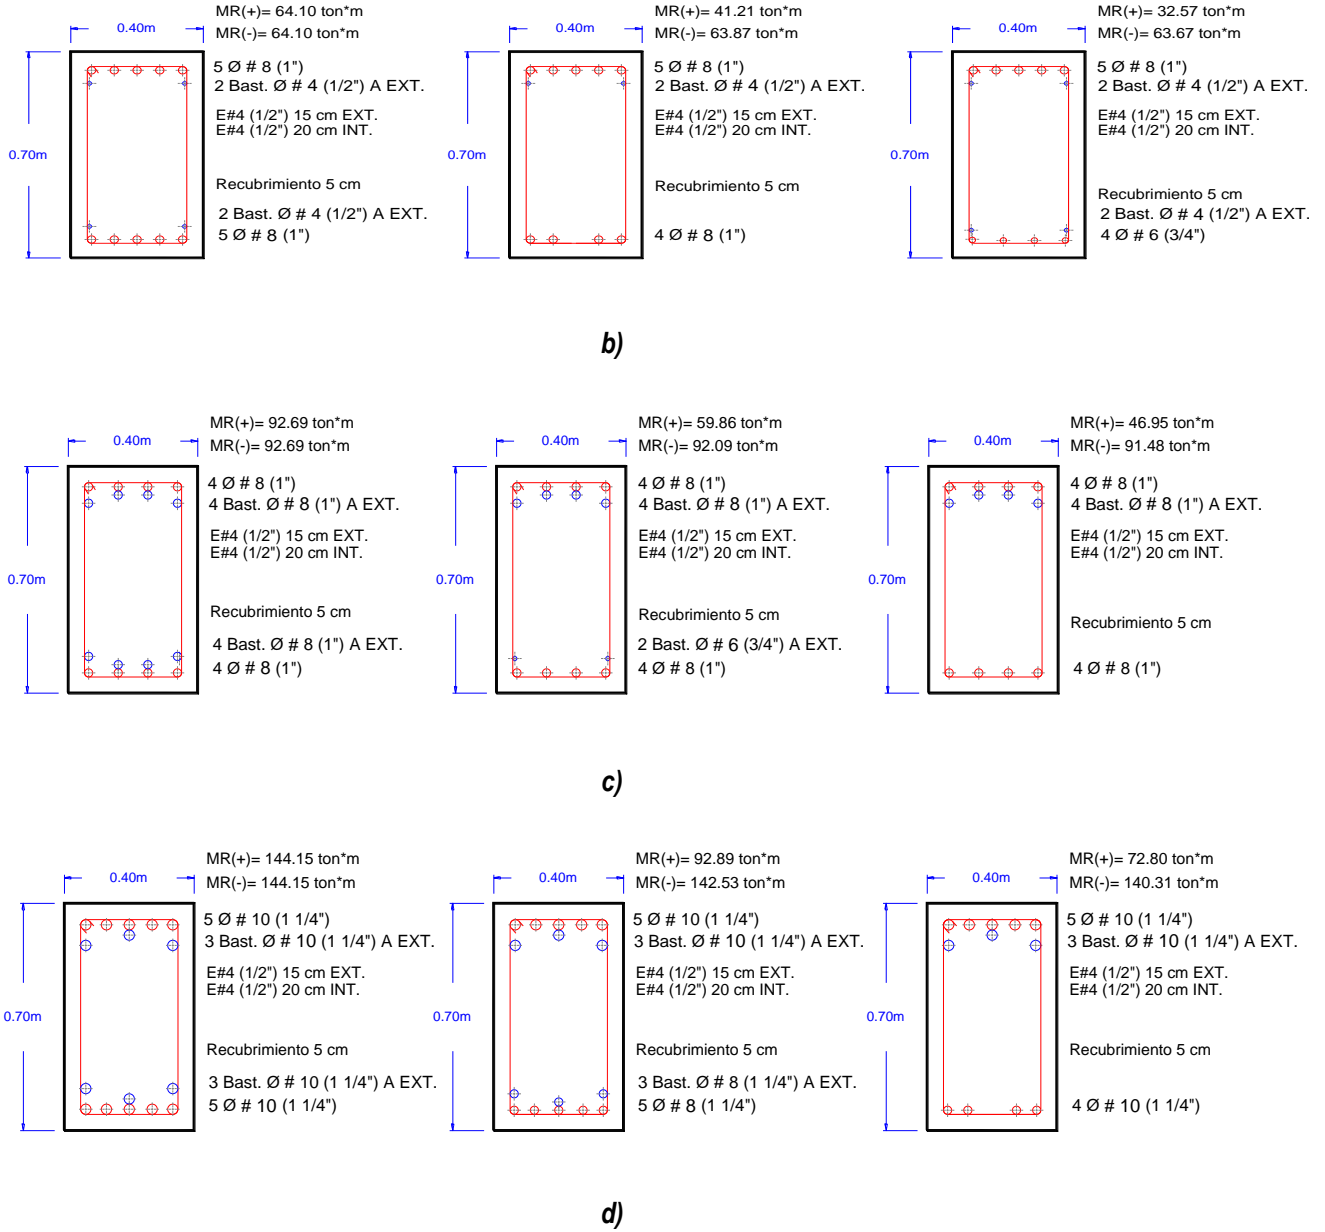 MR(+)= 64.10 ton*m
MR(-)= 64.10 ton*m
0.40m
5 Ø # 8 (1")
2 Bast. Ø # 4 (1/2") A EXT.
E#4 (1/2") 15 cm EXT.
E#4 (1/2") 20 cm INT.
0.70m
Recubrimiento 5 cm
2 Bast. Ø # 4 (1/2") A EXT.
5 Ø # 8 (1")
MR(+)= 41.21 ton*m
MR(-)= 63.87 ton*m
0.40m
5 Ø # 8 (1")
2 Bast. Ø # 4 (1/2") A EXT.
E#4 (1/2") 15 cm EXT.
E#4 (1/2") 20 cm INT.
0.70m
Recubrimiento 5 cm
4 Ø # 8 (1")
MR(+)= 32.57 ton*m
MR(-)= 63.67 ton*m
0.40m
5 Ø # 8 (1")
2 Bast. Ø # 4 (1/2") A EXT.
E#4 (1/2") 15 cm EXT.
E#4 (1/2") 20 cm INT.
0.70m
Recubrimiento 5 cm
2 Bast. Ø # 4 (1/2") A EXT.
4 Ø # 6 (3/4")
b)
MR(+)= 92.69 ton*m
MR(-)= 92.69 ton*m
0.40m
4 Ø # 8 (1")
4 Bast. Ø # 8 (1") A EXT.
E#4 (1/2") 15 cm EXT.
E#4 (1/2") 20 cm INT.
0.70m
Recubrimiento 5 cm
4 Bast. Ø # 8 (1") A EXT.
4 Ø # 8 (1")
MR(+)= 59.86 ton*m
MR(-)= 92.09 ton*m
0.40m
4 Ø # 8 (1")
4 Bast. Ø # 8 (1") A EXT.
E#4 (1/2") 15 cm EXT.
E#4 (1/2") 20 cm INT.
0.70m
Recubrimiento 5 cm
2 Bast. Ø # 6 (3/4") A EXT.
4 Ø # 8 (1")
MR(+)= 46.95 ton*m
MR(-)= 91.48 ton*m
0.40m
4 Ø # 8 (1")
4 Bast. Ø # 8 (1") A EXT.
E#4 (1/2") 15 cm EXT.
E#4 (1/2") 20 cm INT.
0.70m
Recubrimiento 5 cm
4 Ø # 8 (1")
c)
MR(+)= 144.15 ton*m
MR(-)= 144.15 ton*m
0.40m
5 Ø # 10 (1 1/4")
3 Bast. Ø # 10 (1 1/4") A EXT.
E#4 (1/2") 15 cm EXT.
E#4 (1/2") 20 cm INT.
0.70m
Recubrimiento 5 cm
3 Bast. Ø # 10 (1 1/4") A EXT.
5 Ø # 10 (1 1/4")
MR(+)= 92.89 ton*m
MR(-)= 142.53 ton*m
0.40m
5 Ø # 10 (1 1/4")
3 Bast. Ø # 10 (1 1/4") A EXT.
E#4 (1/2") 15 cm EXT.
E#4 (1/2") 20 cm INT.
0.70m
Recubrimiento 5 cm
3 Bast. Ø # 8 (1 1/4") A EXT.
5 Ø # 8 (1 1/4")
MR(+)= 72.80 ton*m
MR(-)= 140.31 ton*m
0.40m
5 Ø # 10 (1 1/4")
3 Bast. Ø # 10 (1 1/4") A EXT.
E#4 (1/2") 15 cm EXT.
E#4 (1/2") 20 cm INT.
0.70m
Recubrimiento 5 cm
4 Ø # 10 (1 1/4")
d)